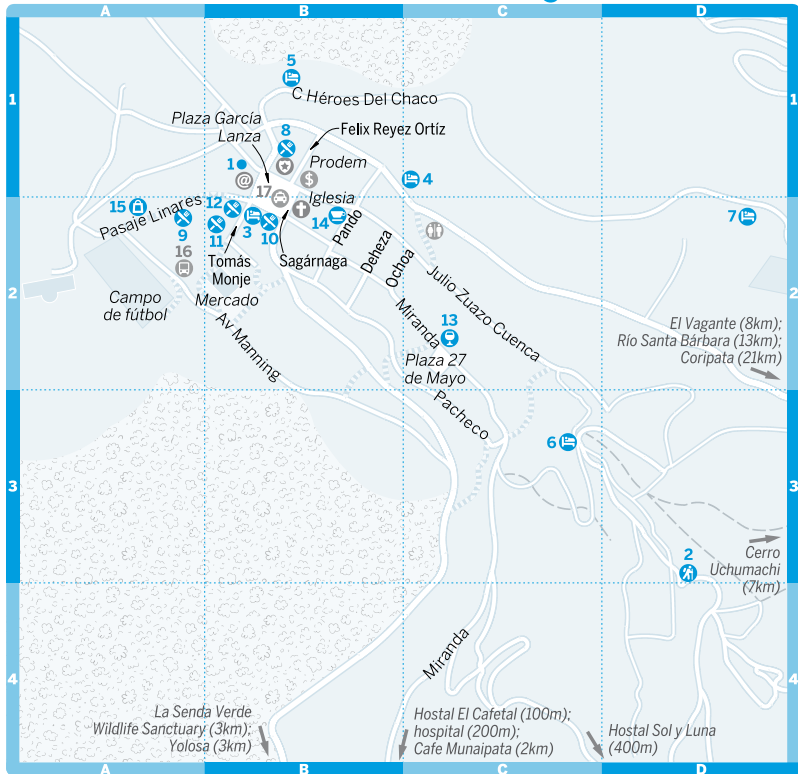 A
B
C
D
5
C Héroes Del Chaco
1
1
Plaza García
Lanza
8
Felix Reyez Ortíz
1
@
Prodem
$
4
17
Iglesia
15
Pasaje Linares
12
9
11
3
10
14
Pando
7
16
Tomás
Monje
Sagárnaga
Deheza
Ochoa
Julio Zuazo Cuenca
2
2
Campo
de fútbol
Mercado
Av Manning
Miranda
13
Plaza 27
de Mayo
El Vagante (8km);
Río Santa Bárbara (13km);
Coripata (21km)
Pacheco
6
3
3
2
Cerro
Uchumachi
(7km)
Miranda
4
4
La Senda Verde
Wildlife Sanctuary (3km);
Yolosa (3km)
Hostal El Cafetal (100m);
hospital (200m);
Cafe Munaipata (2km)
Hostal Sol y Luna
(400m)
A
B
C
D